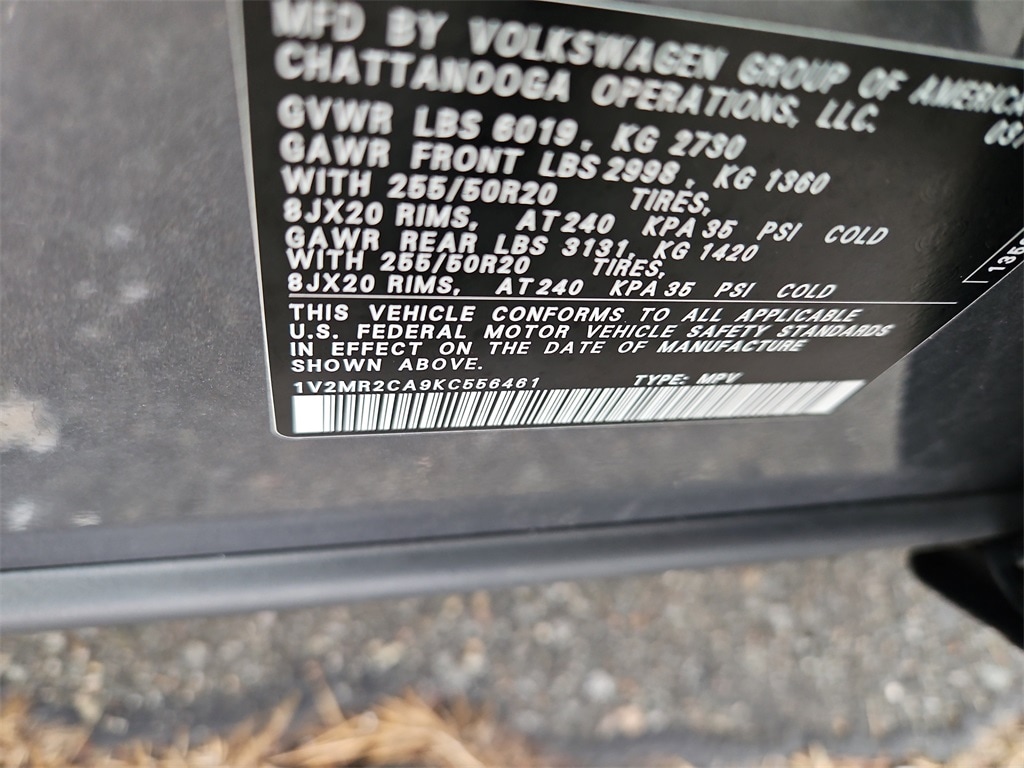 MFD BY VOLKSWAGEN GROUP OF AMERICA
CHATTANOOGA OPERATIONS, LLC.
GVWR LBS 6019, KG 2730
GAWR FRONT LBS 2998, KG 1360
WITH 255/50R20 TIRES,
8JX20 RIMS, AT 240 KPA 35 PSI COLD
GAWR REAR LBS 3131, KG 1420
WITH 255/50R20 TIRES,
8JX20 RIMS, AT 240 KPA 35 PSI COLD
THIS VEHICLE CONFORMS TO ALL APPLICABLE
U.S. FEDERAL MOTOR VEHICLE SAFETY STANDARDS
IN EFFECT ON THE DATE OF MANUFACTURE
SHOWN ABOVE.
1V2MR2CA9KC556461 TYPE: MPV